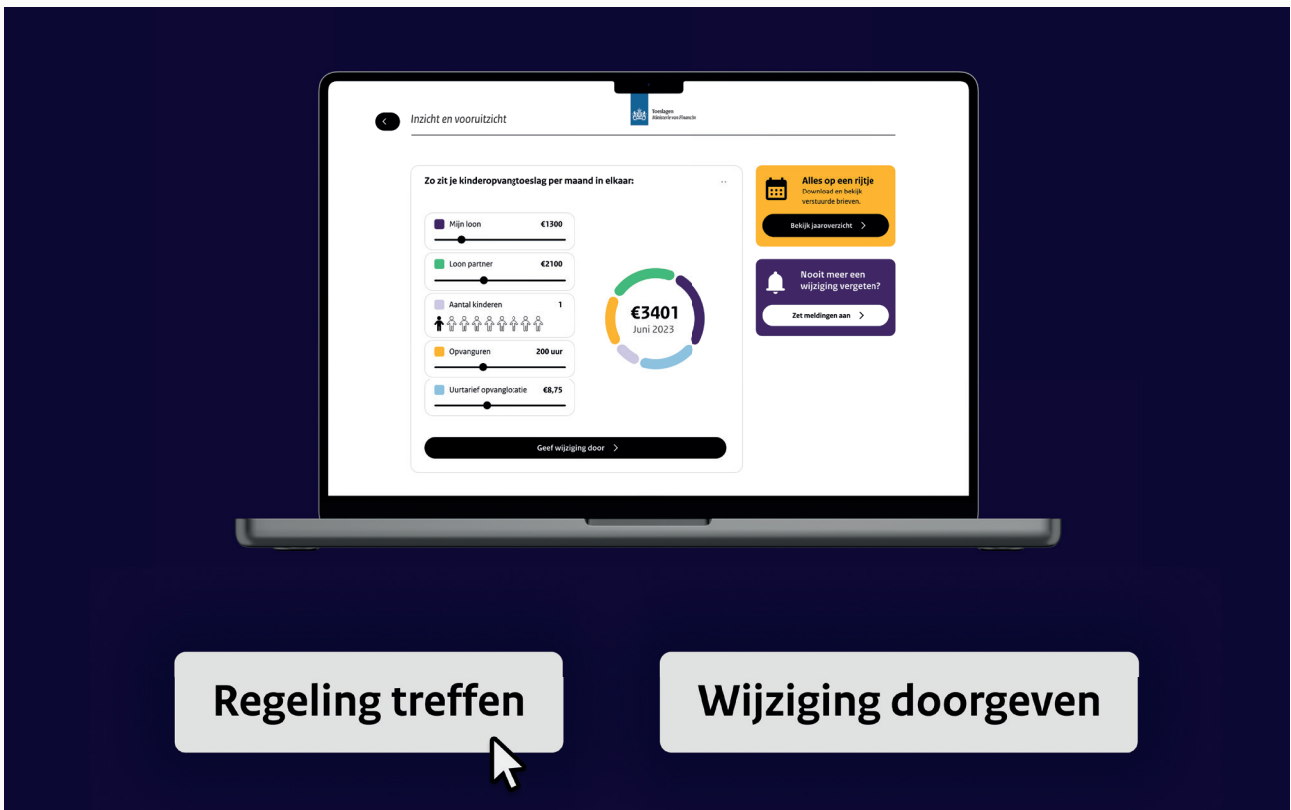 Inzicht en vooruitzicht
Toeslagen
Ministerie van Financiën
Zo zit je kinderopvangtoeslag per maand in elkaar:
Mijn loon €1300
Loon partner €2100
Aantal kinderen 1
Opvanguren 200 uur
Uurtarief opvanglocatie €8,75
€3401
Juni 2023
Geef wijziging door
Alles op een rijtje
Download en bekijk
verstuurde brieven.
Bekijk jaaroverzicht
Nooit meer een
wijziging vergeten?
Zet meldingen aan
Regeling treffen
Wijziging doorgeven